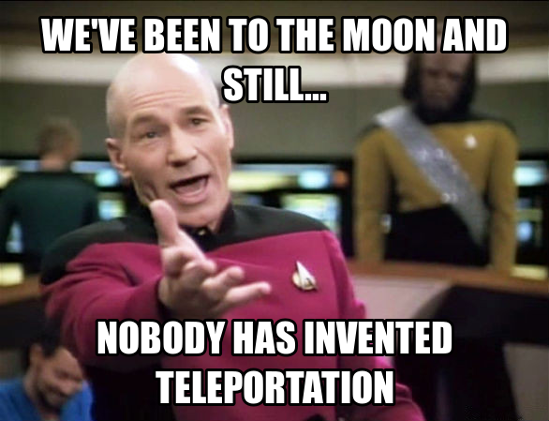 WE'VE BEEN TO THE MOON AND
STILL...
NOBODY HAS INVENTED
TELEPORTATION